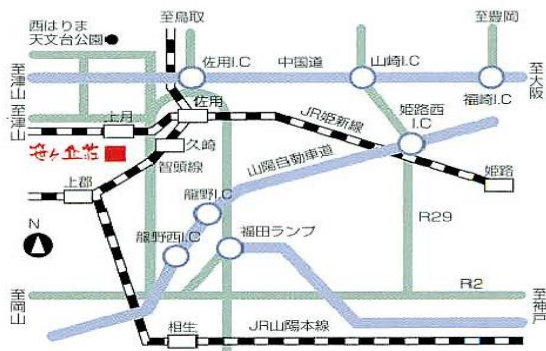 至鳥取
至豊岡
西はりま
天文台公園
至津山
佐用I.C
中国道
山崎I.C
至大阪
福崎I.C
至津山
上月
佐用
JR姫新線
姫路西
I.C
笹ヶ丘荘
久崎
智頭線
山陽自動車道
上郡
龍野I.C
姫路
N
R29
龍野西I.C
福田ランプ
R2
至岡山
至神戸
相生
JR山陽本線